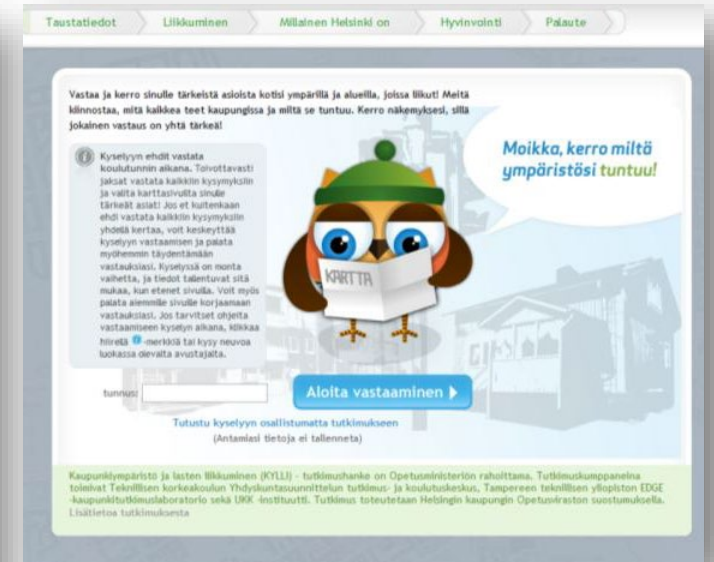 Taustatiedot
Liikkuminen
Millainen Helsinki on
Hyvinvointi
Palaute
Vastaa ja kerro sinulle tärkeistä asioista kotisi ympärillä ja alueilla, joissa liikut! Meitä
kiinnostaa, mitä kaikkea teet kaupungissa ja miltä se tuntuu. Kerro näkemyksesi, sillä
jokainen vastaus on yhtä tärkeä!
Moikka, kerro miltä
ympäristösi tuntuu!
Kyselyyn ehdit vastata
koulutunnin aikana. Toivottavasti
jaksat vastata kaikkiin kysymyksiin
ja valita karttasivuilta sinulle
tärkeät asiat! Jos et kuitenkaan
ehdi vastata kaikkiin kysymyksiin
yhdellä kertaa, voit keskeyttää
kyselyyn vastaamisen ja palata
myöhemmin täydentämään
vastauksiasi. Kyselyssä on monta
vaihetta, ja tiedot tallentuvat sitä
mukaa, kun etenet sivuilla. Voit myös
palata aiemmille sivuille korjaamaan
vastauksiasi. Jos tarvitset ohjeita
vastaamiseen kyselyn aikana, klikkaa
hiirellä i -merkkiä tai kysy neuvoa
luokassa olevalta avustajalta.
KARTTA
tunnus:
Aloita vastaaminen
Tutustu kyselyyn osallistumatta tutkimukseen
(Antamiasi tietoja ei tallenneta)
Kaupunkiympäristö ja lasten liikkuminen (KYLLI) - tutkimushanke on Opetusministeriön rahoittama. Tutkimuskumppaneina
toimivat Teknillisen korkeakoulun Yhdyskuntasuunnittelun tutkimus- ja koulutuskeskus, Tampereen teknillisen yliopiston EDGE
-kaupunkitutkimuslaboratorio sekä UKK -instituutti. Tutkimus toteutetaan Helsingin kaupungin Opetusviraston suostumuksella.
Lisätietoa tutkimuksesta